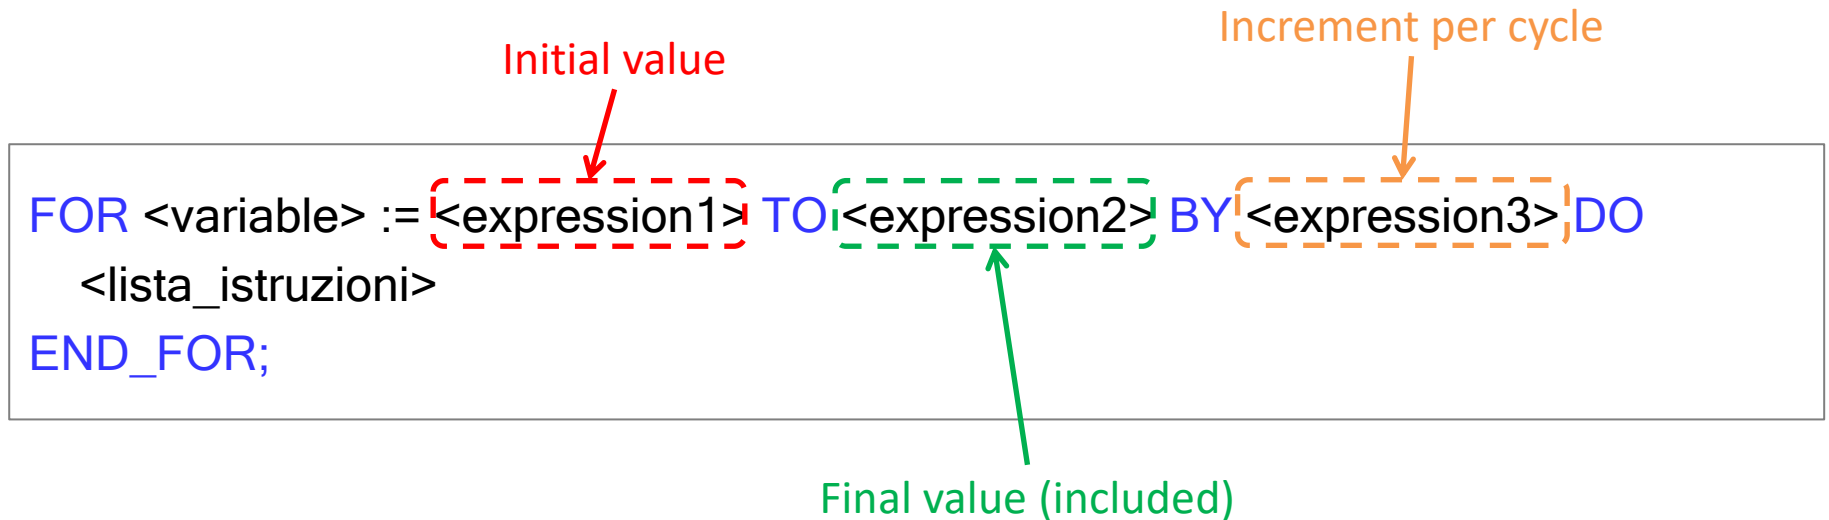 Increment per cycle
Initial value
FOR <variable> := <expression1> TO <expression2> BY <expression3> DO
<lista_istruzioni>
END_FOR;
Final value (included)